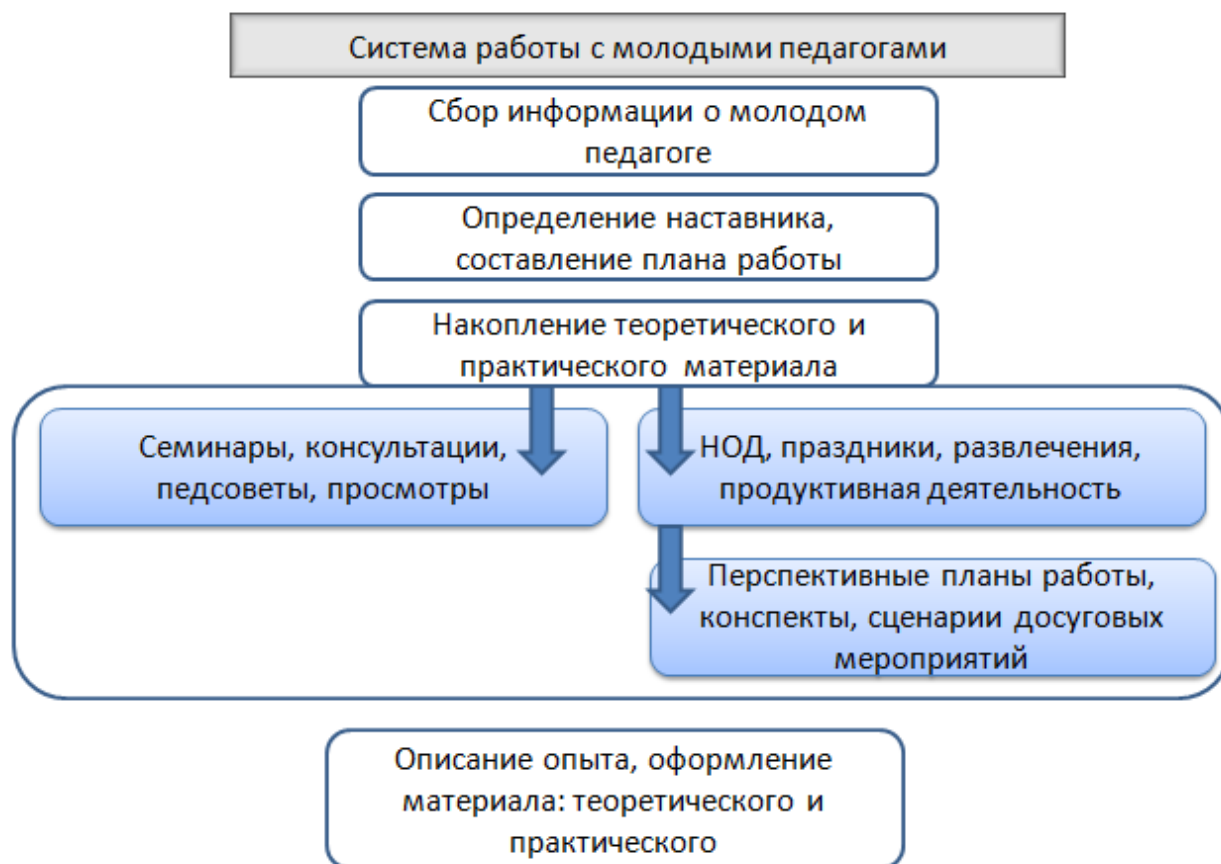 Система работы с молодыми педагогами
Сбор информации о молодом
педагоге
Определение наставника,
составление плана работы
Накопление теоретического и
практического материала
Семинары, консультации,
педсоветы, просмотры
НОД, праздники, развлечения,
продуктивная деятельность
Перспективные планы работы,
конспекты, сценарии досуговых
мероприятий
Описание опыта, оформление
материала: теоретического и
практического